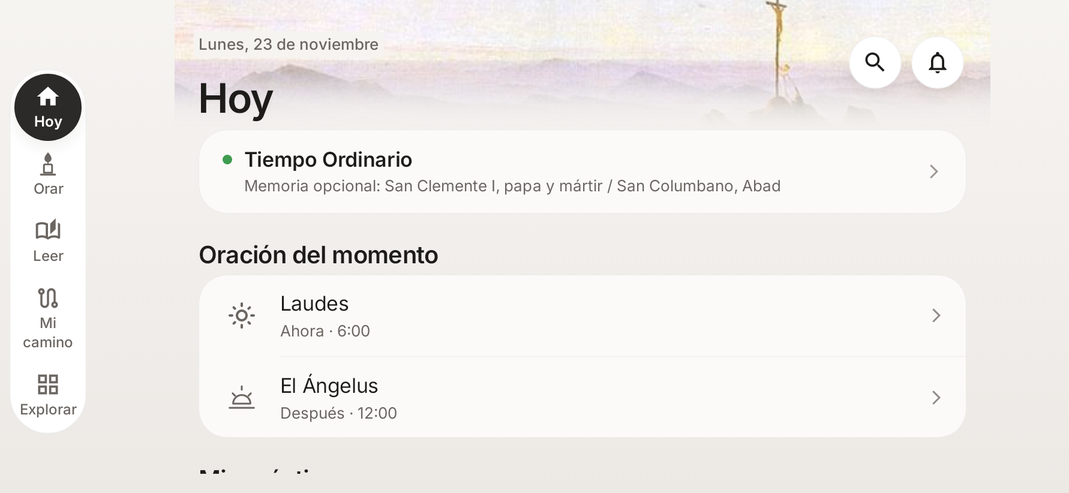 Lunes, 23 de noviembre
Hoy
Hoy
Orar
Leer
Mi
camino
Explorar
Tiempo Ordinario
Memoria opcional: San Clemente I, papa y mártir / San Columbano, Abad
Oración del momento
Laudes
Ahora · 6:00
El Ángelus
Después · 12:00